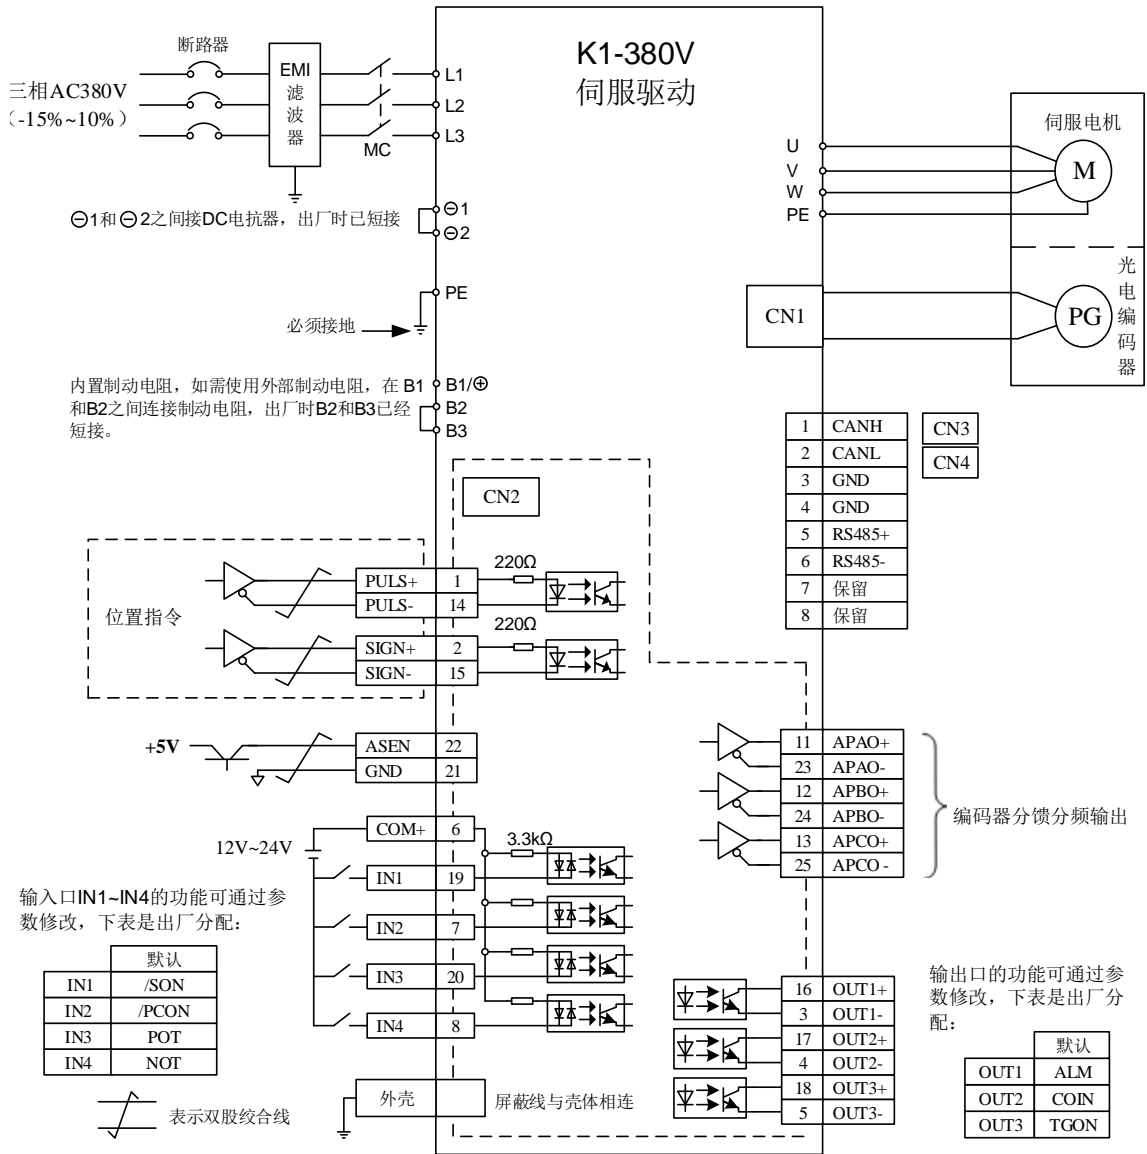 K1-380V
伺服驱动
断路器
EMI
滤
波
器
三相AC380V
（-15%~10%）
MC
L1
L2
L3
⊖1和⊖2之间接DC电抗器，出厂时已短接
⊖1
⊖2
PE
必须接地
内置制动电阻，如需使用外部制动电阻，在 B1
和B2之间连接制动电阻，出厂时B2和B3已经
短接。
B1/⊕
B2
B3
U
V
W
PE
伺服电机
M
CN1
PG
光
电
编
码
器
1 CANH
2 CANL
3 GND
4 GND
5 RS485+
6 RS485-
7 保留
8 保留
CN3
CN4
CN2
位置指令
PULS+ 1
PULS- 14
220Ω
SIGN+ 2
SIGN- 15
220Ω
+5V
ASEN 22
GND 21
11 APAO+
23 APAO-
12 APBO+
24 APBO-
13 APCO+
25 APCO -
编码器分馈分频输出
12V~24V
COM+ 6
3.3kΩ
IN1 19
IN2 7
IN3 20
IN4 8
输入口IN1~IN4的功能可通过参
数修改，下表是出厂分配：
默认
IN1 /SON
IN2 /PCON
IN3 POT
IN4 NOT
表示双股绞合线
外壳
屏蔽线与壳体相连
16 OUT1+
3 OUT1-
17 OUT2+
4 OUT2-
18 OUT3+
5 OUT3-
输出口的功能可通过参
数修改，下表是出厂分
配：
默认
OUT1 ALM
OUT2 COIN
OUT3 TGON